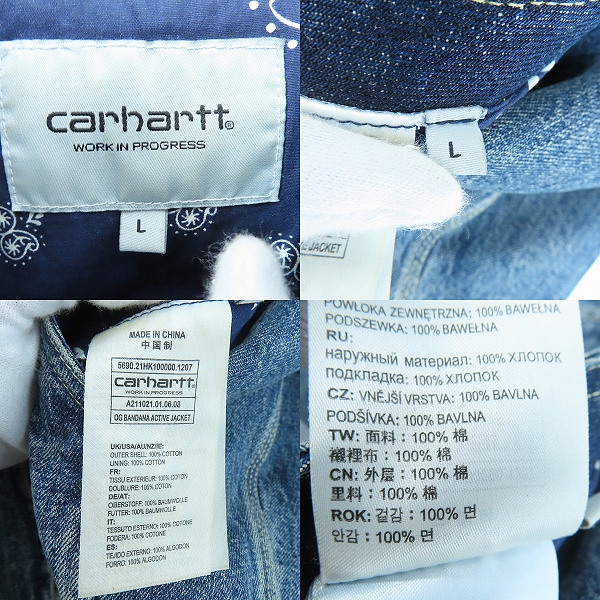 carhartt®
WORK IN PROGRESS
L
L
JACKET
MADE IN CHINA
中国制
5690.21HK100000.1207
carhartt
WORK IN PROGRESS
A211021.01.06.03
OG BANDANA ACTIVE JACKET
UK/USA/AU/NZ/IE:
OUTER SHELL: 100% COTTON
LINING: 100% COTTON
FR:
TISSU EXTERIEUR: 100% COTON
DOUBLURE: 100% COTON
DE/AT:
OBERSTOFF: 100% BAUMWOLLE
FUTTER: 100% BAUMWOLLE
IT:
TESSUTO ESTERNO: 100% COTONE
FODERA: 100% COTONE
ES:
TEJIDO EXTERNO: 100% ALGODON
FORRO: 100% ALGODON
POWŁOKA ZEWNĘTRZNA: 100% BAWEŁNA
PODSZEWKA: 100% BAWEŁNA
RU:
наружный материал: 100% ХЛОПОК
подкладка: 100% ХЛОПОК
CZ: VNĚJŠÍ VRSTVA: 100% BAVLNA
PODŠÍVKA: 100% BAVLNA
TW: 面料：100% 棉
襯裡布：100% 棉
CN: 外层：100% 棉
里料：100% 棉
ROK: 겉감：100% 면
안감：100% 면